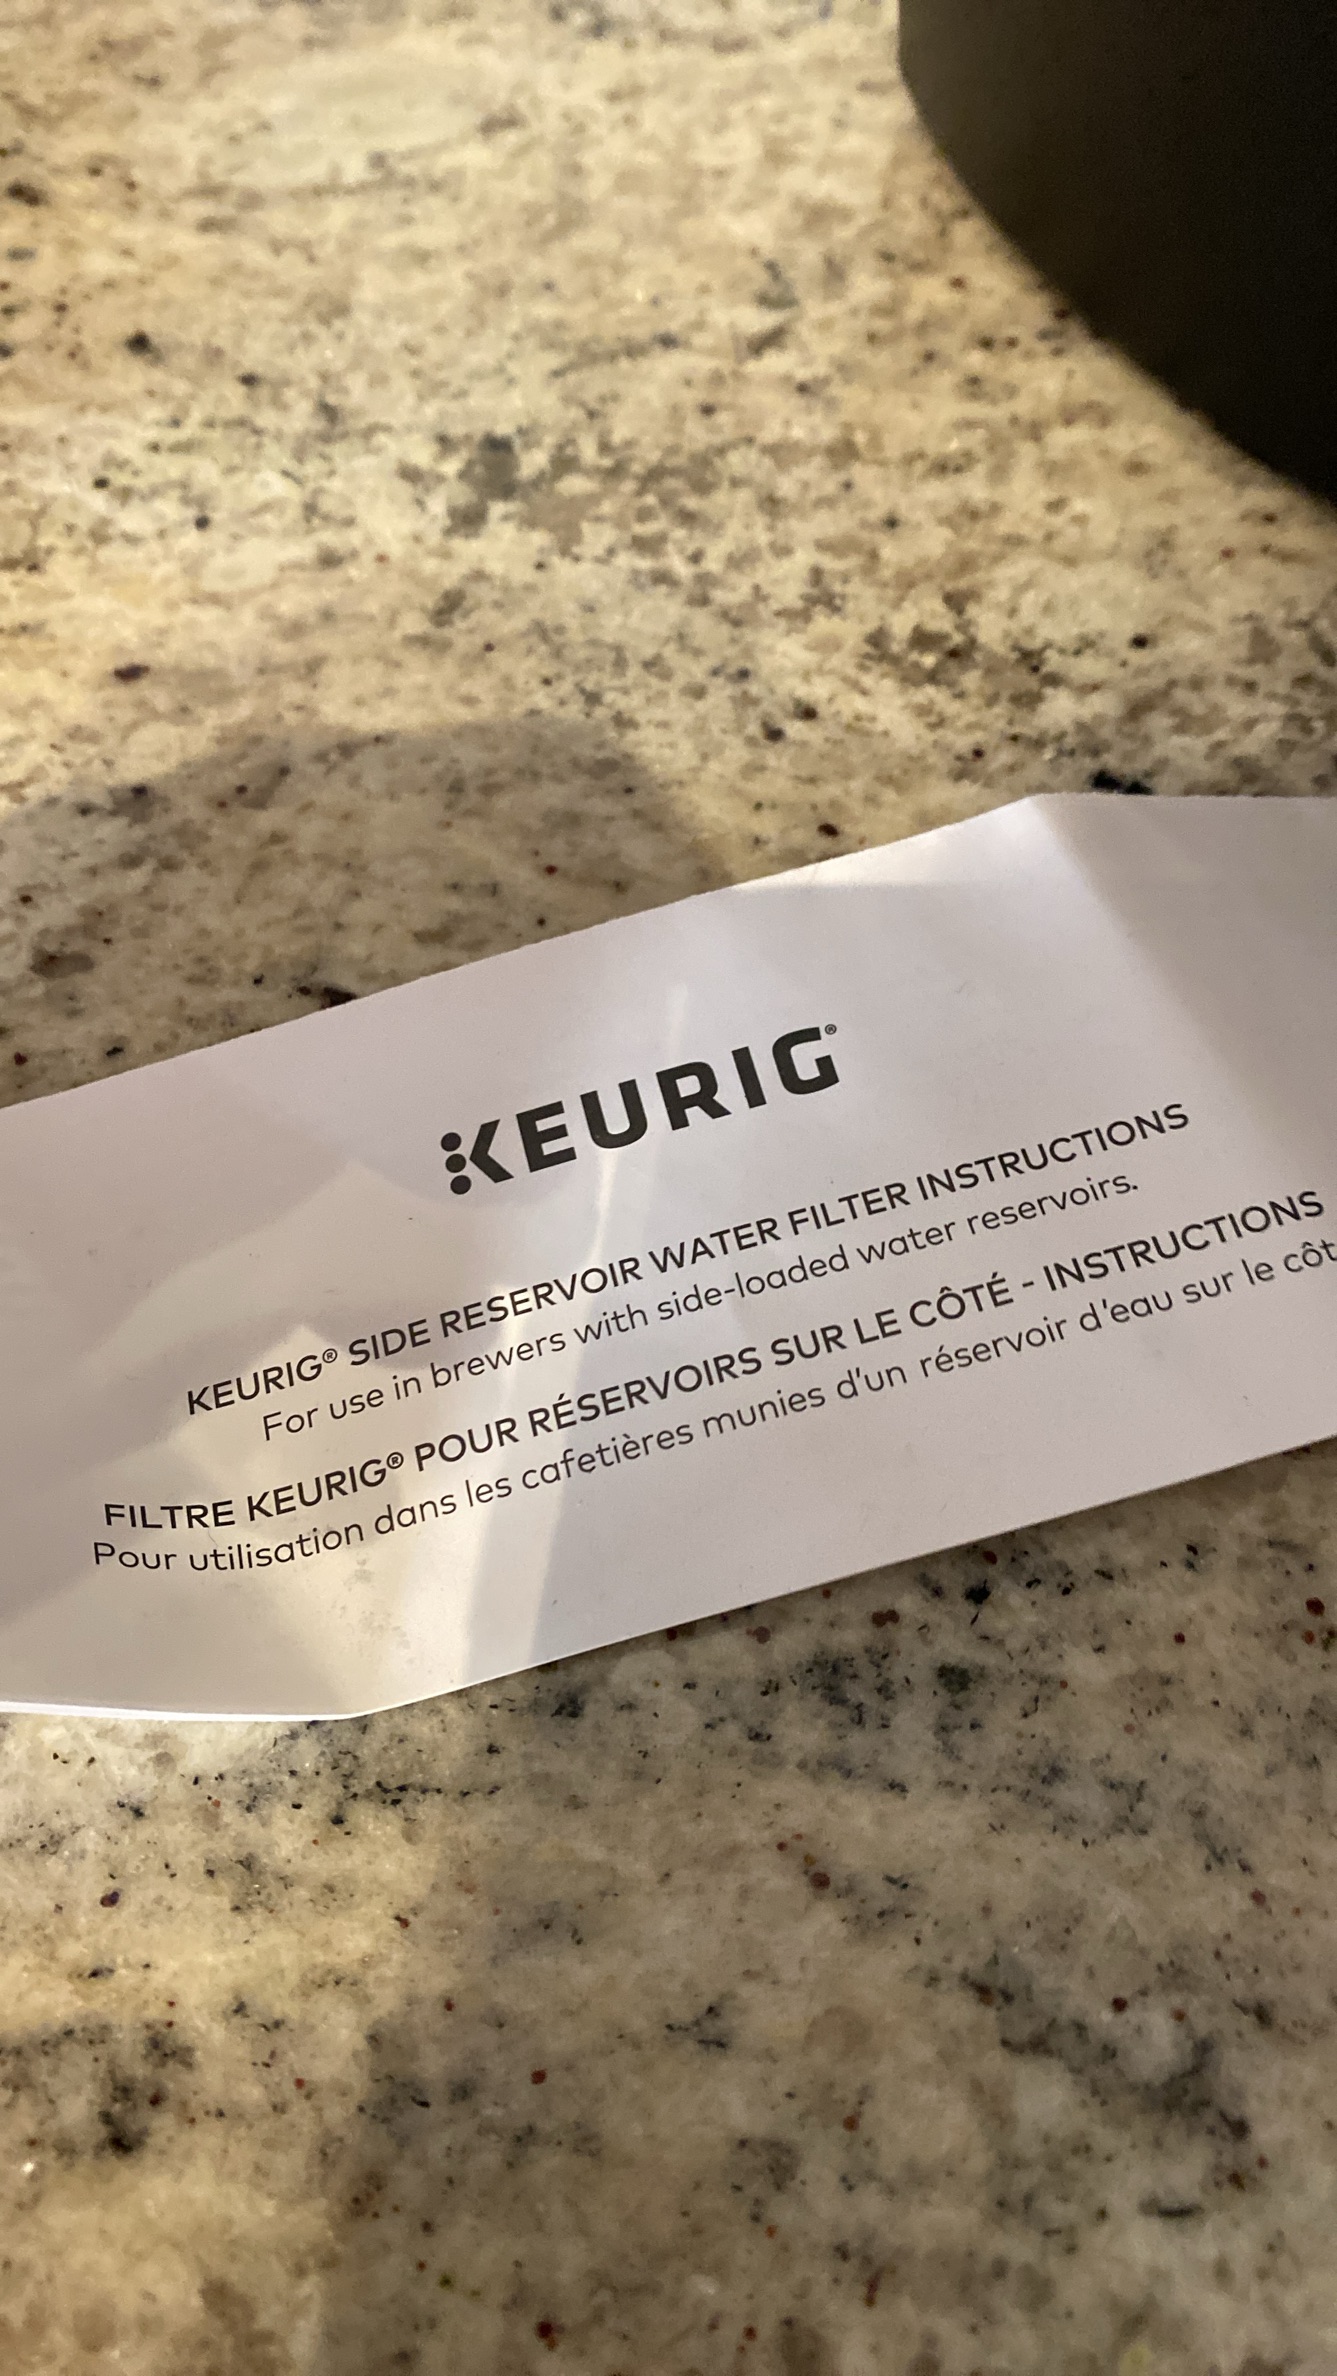 KEURIG®
KEURIG® SIDE RESERVOIR WATER FILTER INSTRUCTIONS
For use in brewers with side-loaded water reservoirs.
FILTRE KEURIG® POUR RÉSERVOIRS SUR LE CÔTÉ - INSTRUCTIONS
Pour utilisation dans les cafetières munies d'un réservoir d'eau sur le